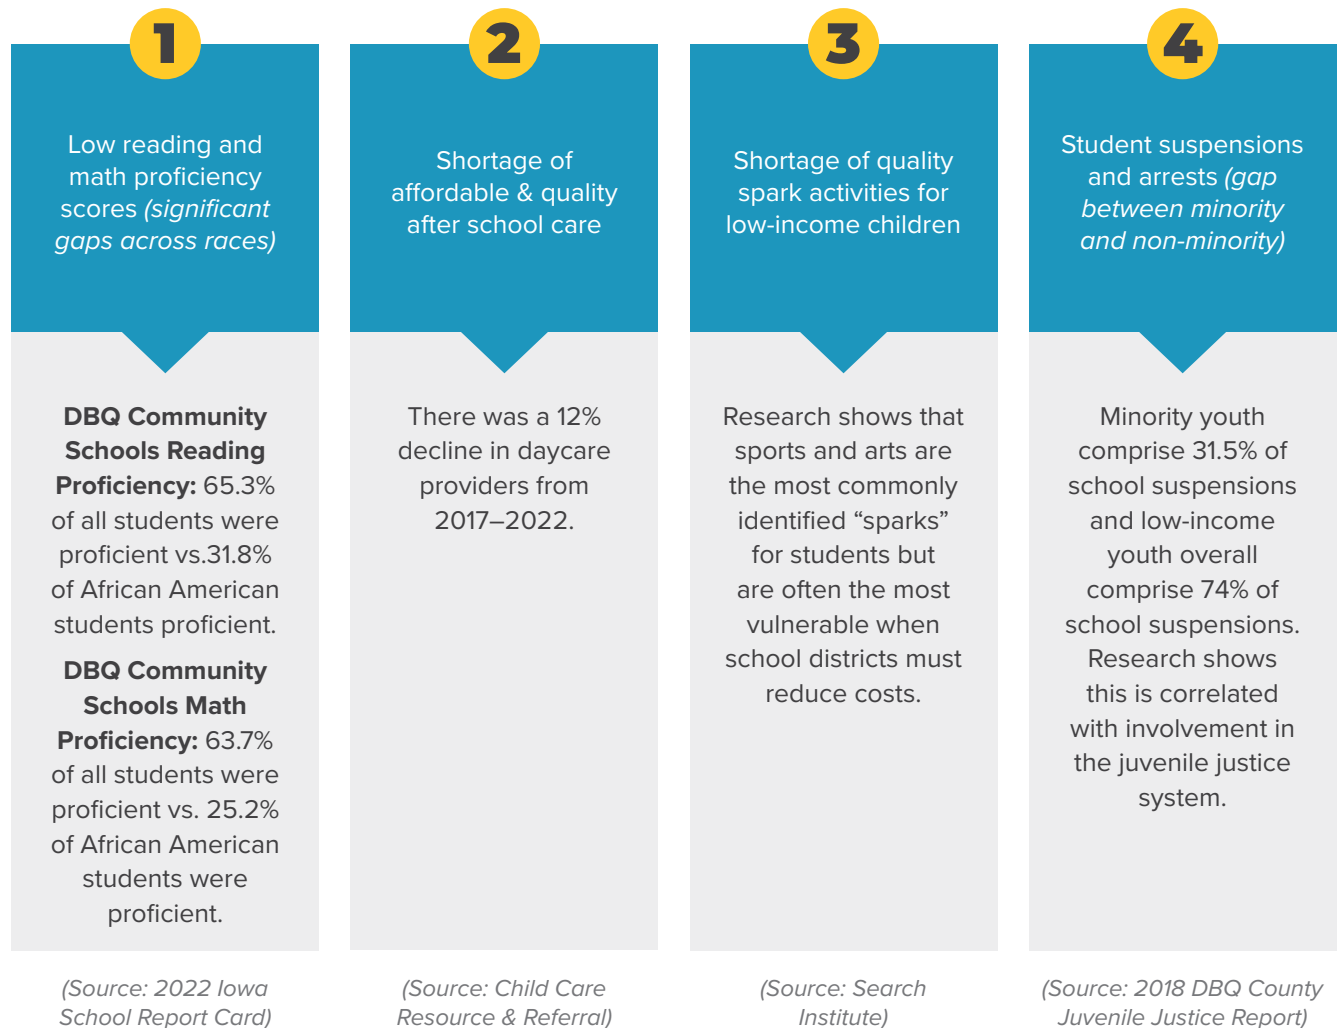 1
Low reading and
math proficiency
scores (significant
gaps across races)
DBQ Community
Schools Reading
Proficiency: 65.3%
of all students were
proficient vs.31.8%
of African American
students proficient.
DBQ Community
Schools Math
Proficiency: 63.7%
of all students were
proficient vs. 25.2%
of African American
students were
proficient.
(Source: 2022 Iowa
School Report Card)
2
Shortage of
affordable & quality
after school care
There was a 12%
decline in daycare
providers from
2017–2022.
(Source: Child Care
Resource & Referral)
3
Shortage of quality
spark activities for
low-income children
Research shows that
sports and arts are
the most commonly
identified “sparks”
for students but
are often the most
vulnerable when
school districts must
reduce costs.
(Source: Search
Institute)
4
Student suspensions
and arrests (gap
between minority
and non-minority)
Minority youth
comprise 31.5% of
school suspensions
and low-income
youth overall
comprise 74% of
school suspensions.
Research shows
this is correlated
with involvement in
the juvenile justice
system.
(Source: 2018 DBQ County
Juvenile Justice Report)